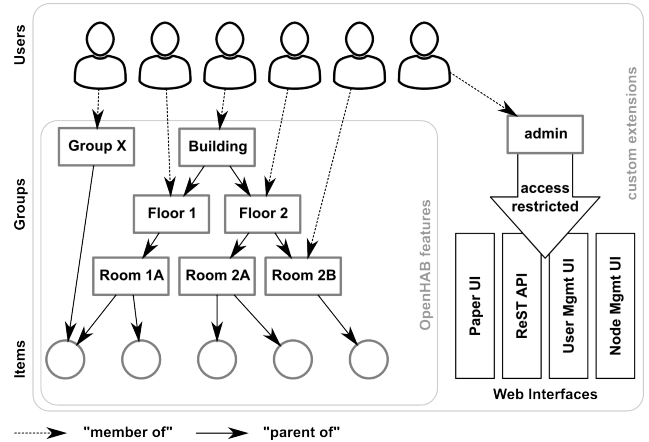 Users
custom extensions
Group X
Building
admin
Groups
access
restricted
Floor 1
Floor 2
OpenHAB features
Room 1A
Room 2A
Room 2B
Paper UI
ReST API
User Mgmt UI
Node Mgmt UI
Items
Web Interfaces
"member of"
"parent of"